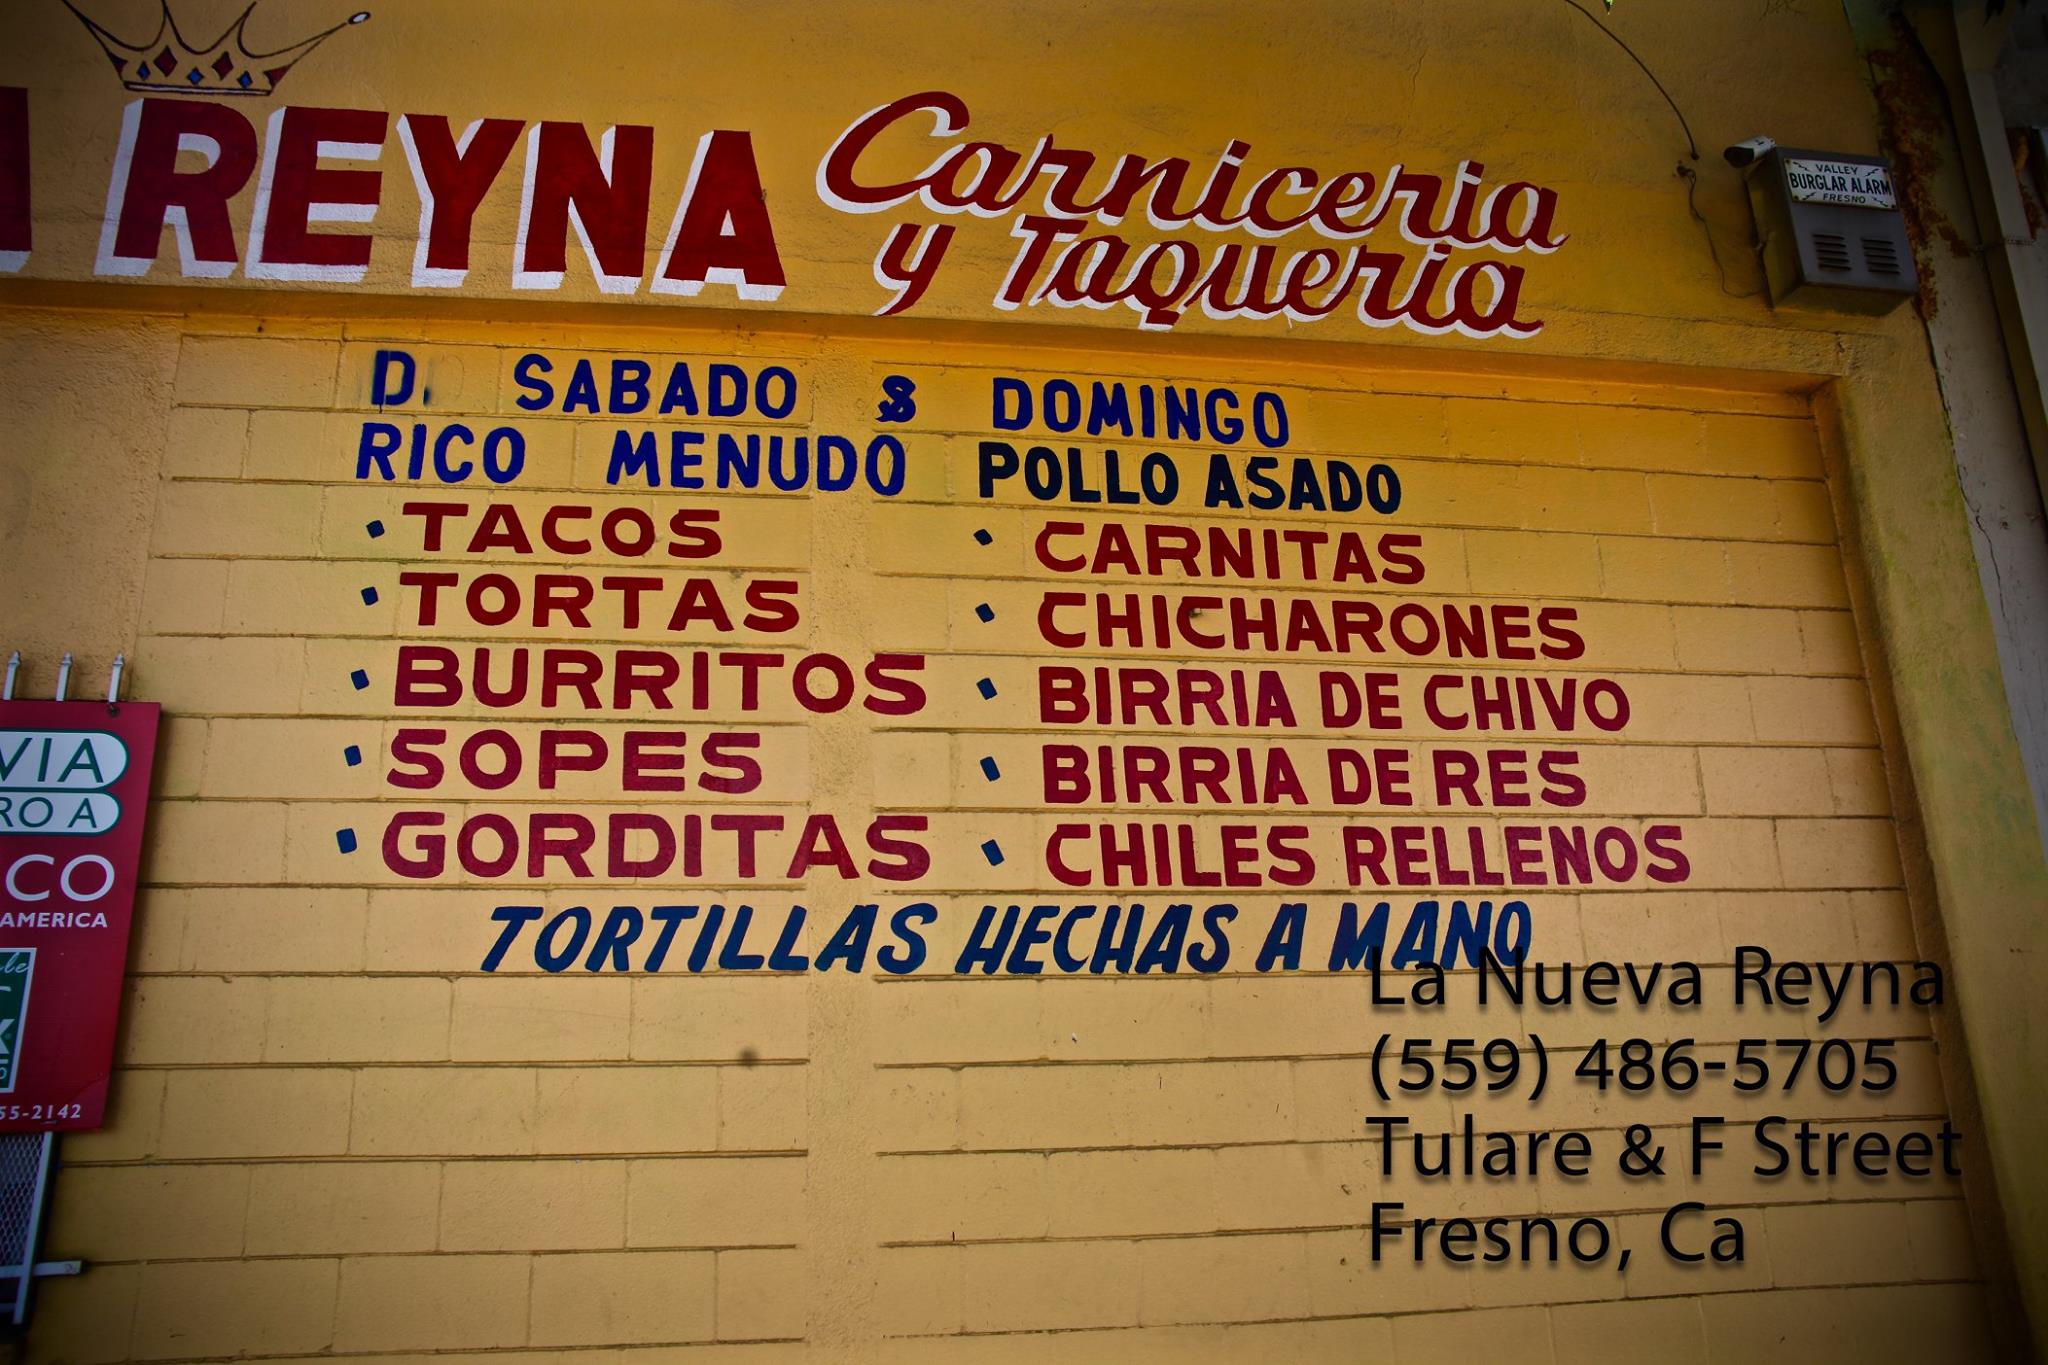 REYNA Carniceria
y Taqueria
VALLEY
BURGLAR ALARM
FRESNO
D. SABADO S DOMINGO
RICO MENUDO POLLO ASADO
TACOS
TORTAS
BURRITOS
SOPES
GORDITAS
CARNITAS
CHICHARONES
BIRRIA DE CHIVO
BIRRIA DE RES
CHILES RELLENOS
TORTILLAS HECHAS A MANO
VIA
RO A
CO
AMERICA
55-2142
La Nueva Reyna
(559) 486-5705
Tulare & F Street
Fresno, Ca